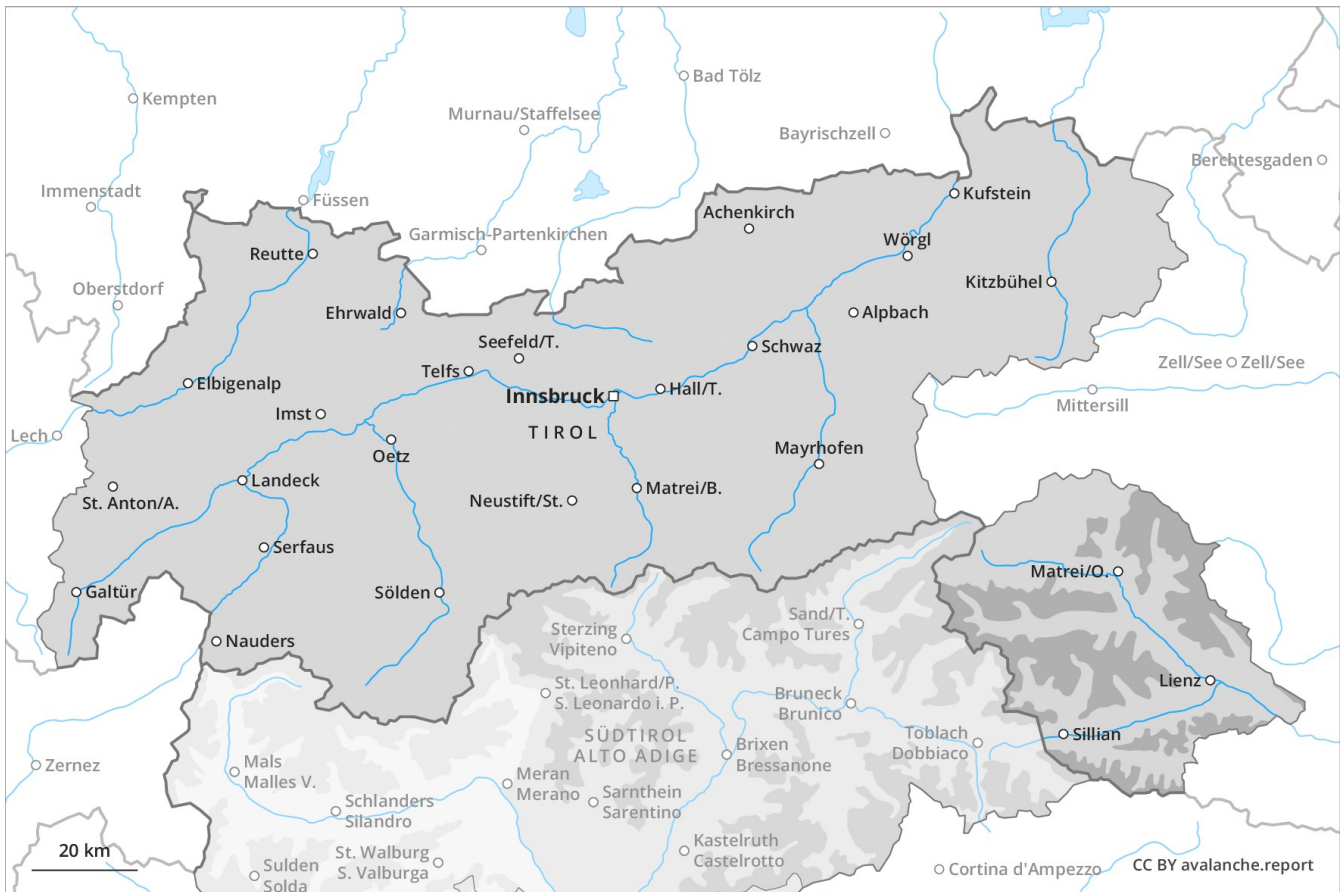 Kempten
Bad Tölz
Murnau/Staffelsee
Bayrischzell
Berchtesgaden
Immenstadt
Füssen
Kufstein
Achenkirch
Garmisch-Partenkirchen
Wörgl
Reutte
Oberstdorf
Kitzbühel
Ehrwald
Alpbach
Seefeld/T.
Schwaz
Zell/See
Zell/See
Telfs
Elbigenalp
Innsbruck
Hall/T.
Mittersill
Imst
TIROL
Lech
Oetz
Mayrhofen
Landeck
St. Anton/A.
Neustift/St.
Matrei/B.
Serfaus
Matrei/O.
Galtür
Sölden
Sand/T.
Campo Tures
Nauders
Sterzing
Vipiteno
Lienz
St. Leonhard/P.
S. Leonardo i. P.
Bruneck
Brunico
SÜDTIROL
ALTO ADIGE
Toblach
Dobbiaco
Sillian
Brixen
Bressanone
Zernez
Mals
Malles V.
Meran
Merano
Sarnthein
Sarentino
Schlanders
Silandro
Kastelruth
Castelrotto
20 km
St. Walburg
S. Valburga
Sulden
Solda
Cortina d'Ampezzo
CC BY avalanche.report